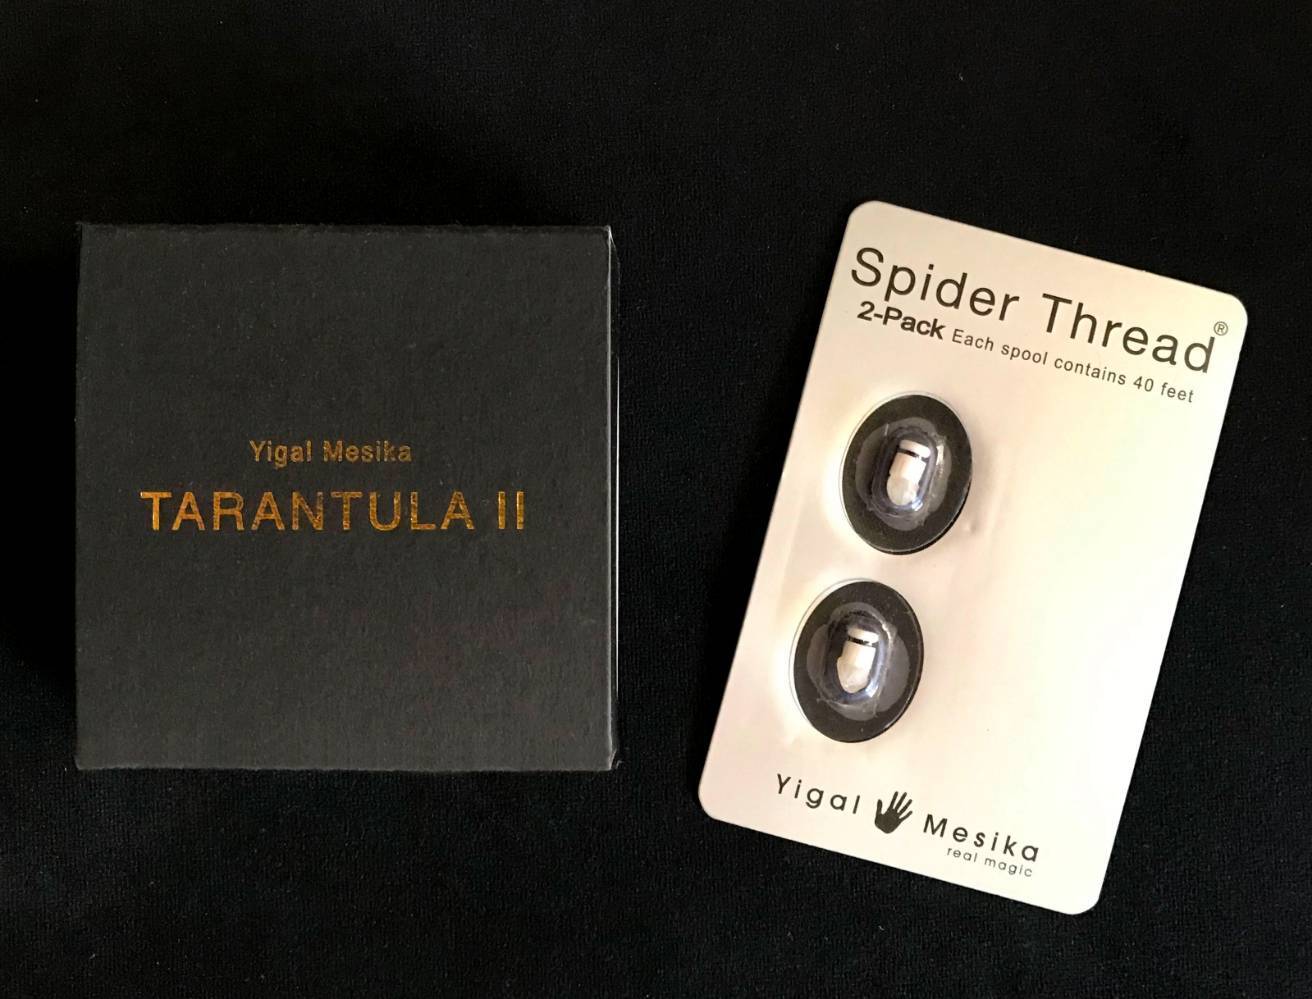 Yigal Mesika
TARANTULA II
Spider Thread®
2-Pack Each spool contains 40 feet
Yigal Mesika
real magic